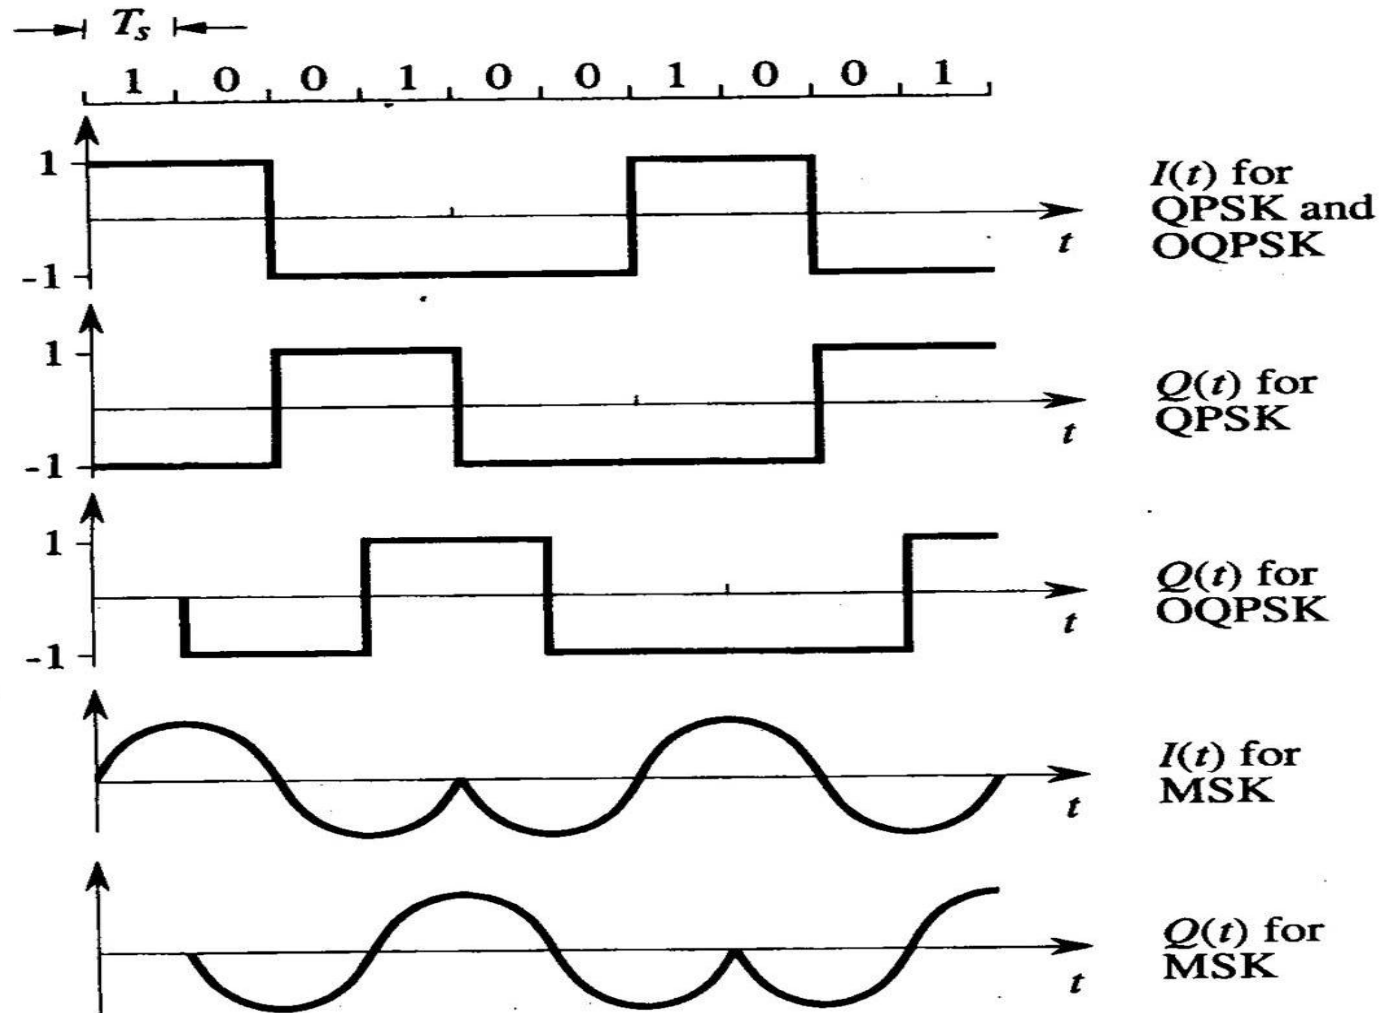 T_s
1 0 0 1 0 0 1 0 0 1
1
-1
t
I(t) for
QPSK and
OQPSK
1
-1
t
Q(t) for
QPSK
1
-1
t
Q(t) for
OQPSK
t
I(t) for
MSK
t
Q(t) for
MSK